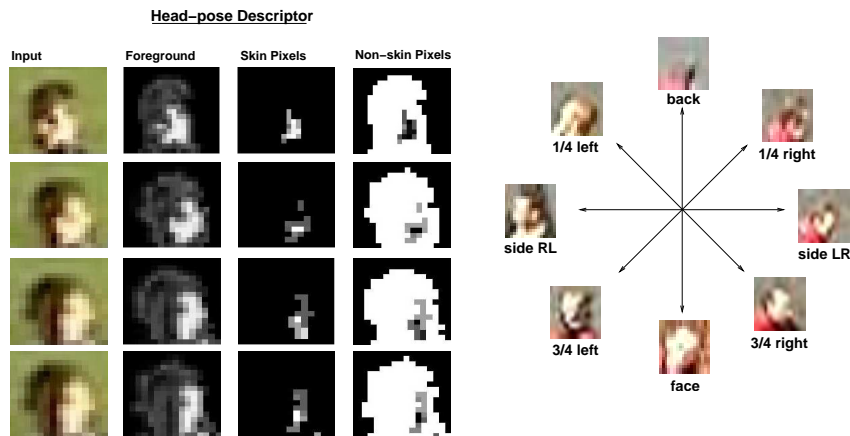 Head-pose Descriptor
Input Foreground Skin Pixels Non-skin Pixels
back
1/4 left
1/4 right
side RL
side LR
3/4 left
3/4 right
face